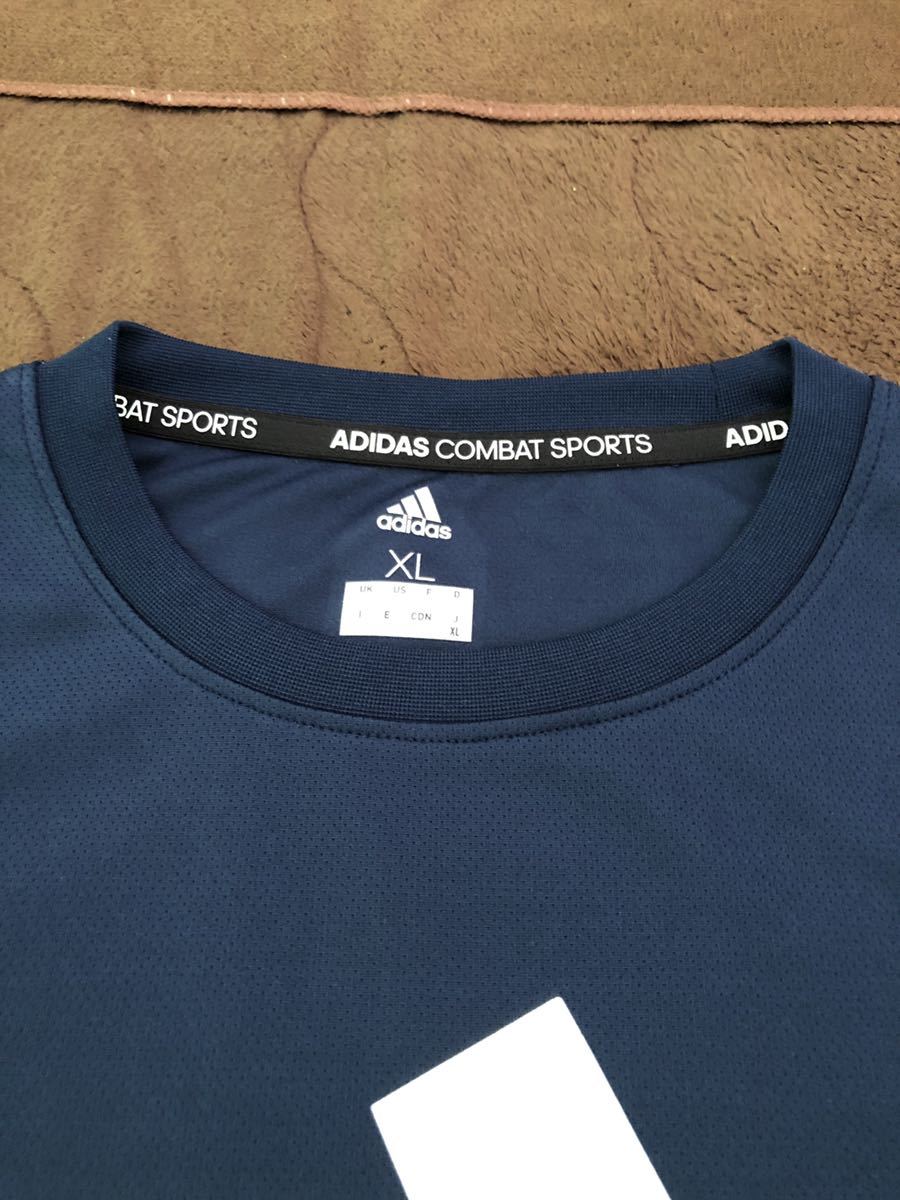 BAT SPORTS ADIDAS COMBAT SPORTS ADID
adidas
XL
UK US F D
I E CDN J
XL